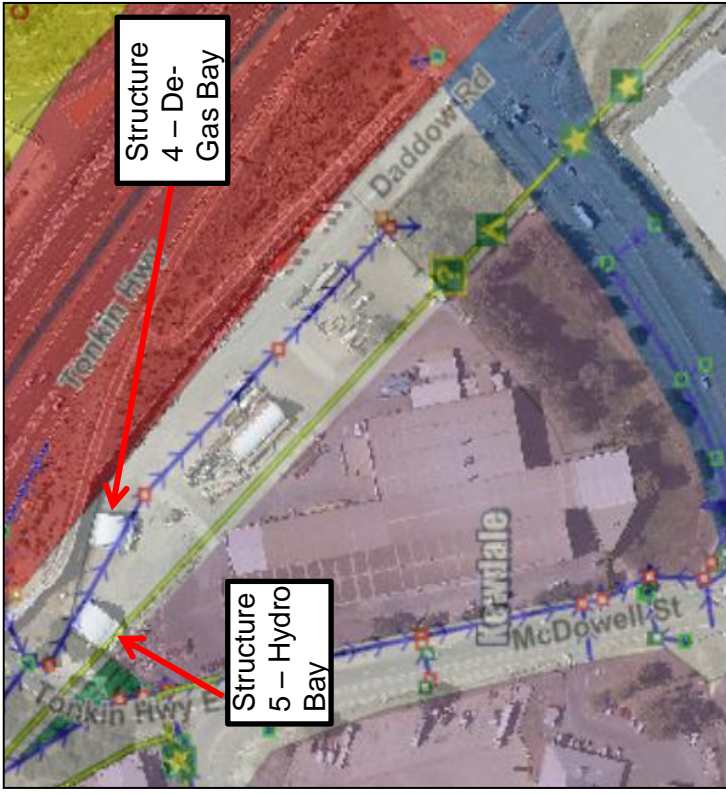 Structure
4 – De-
Gas Bay
Tonkin Hwy
Daddow Rd
Structure
5 – Hydro
Bay
Tonkin Hwy E
Kewdale
McDowell St